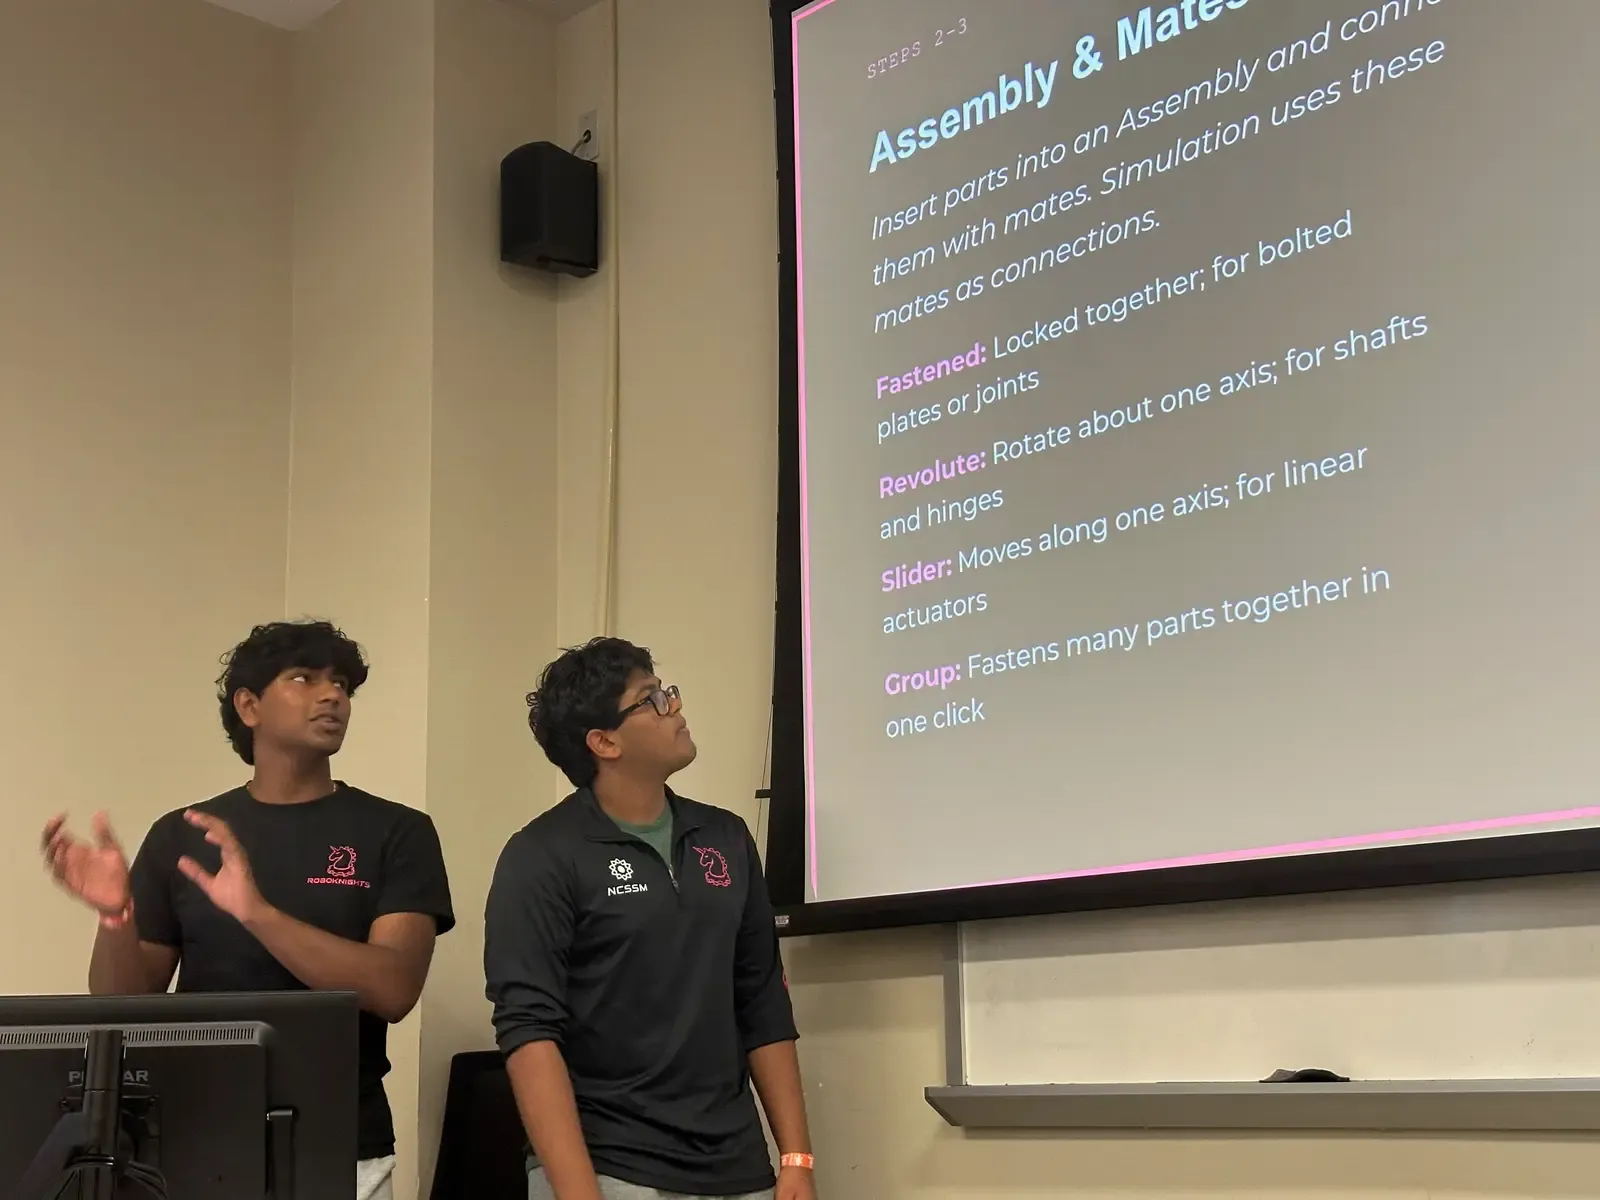 STEPS 2-3
Assembly & Mates
Insert parts into an Assembly and
them with mates. Simulation uses these
mates as connections.
Fastened: Locked together; for bolted
plates or joints
Revolute: Rotate about one axis; for shafts
and hinges
Slider: Moves along one axis; for linear
actuators
Group: Fastens many parts together in
one click
ROBOKNIGHTS
NCSSM